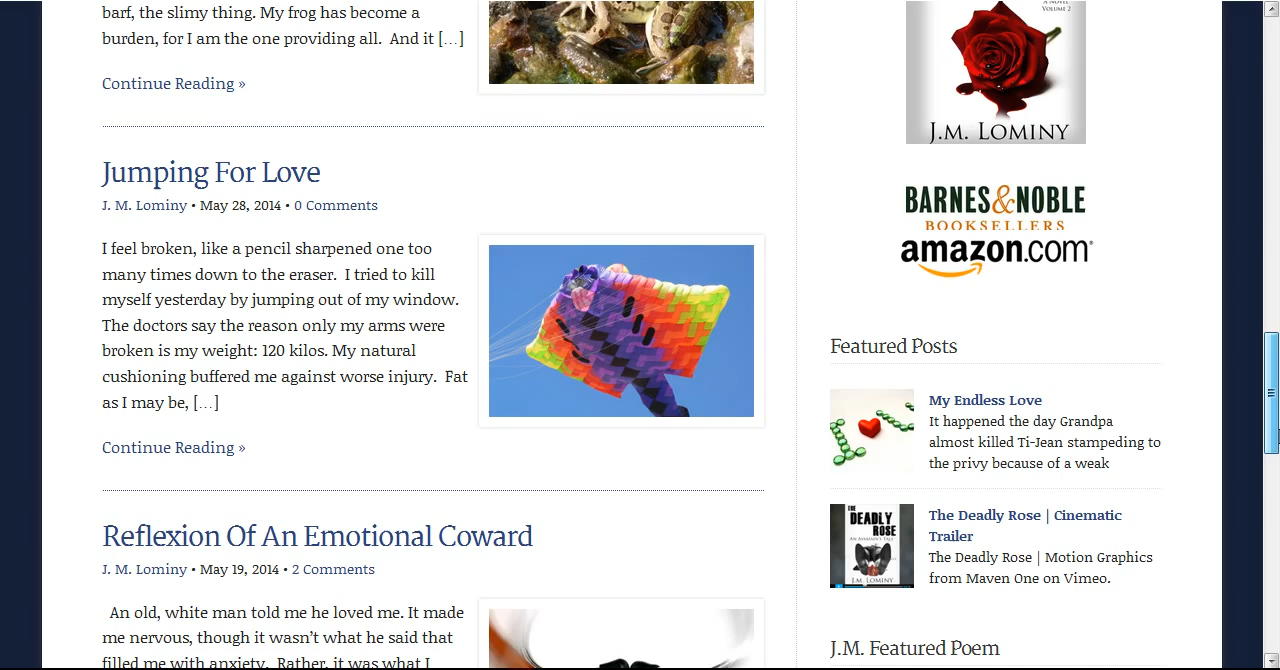 barf, the slimy thing. My frog has become a
burden, for I am the one providing all.  And it […]
Continue Reading »
Jumping For Love
J. M. Lominy • May 28, 2014 • 0 Comments
I feel broken, like a pencil sharpened one too
many times down to the eraser.  I tried to kill
myself yesterday by jumping out of my window.
The doctors say the reason only my arms were
broken is my weight: 120 kilos. My natural
cushioning buffered me against worse injury.  Fat
as I may be, […]
Continue Reading »
Reflexion Of An Emotional Coward
J. M. Lominy • May 19, 2014 • 2 Comments
An old, white man told me he loved me. It made
me nervous, though it wasn’t what he said that
filled me with anxiety.  Rather, it was what I
A NOVEL
VOLUME 2
J.M. LOMINY
BARNES&NOBLE
BOOKSELLERS
amazon.com®
Featured Posts
My Endless Love
It happened the day Grandpa
almost killed Ti-Jean stampeding to
the privy because of a weak
THE
DEADLY
ROSE
AN ASSASSIN'S TALE
J.M. LOMINY
The Deadly Rose | Cinematic
Trailer
The Deadly Rose | Motion Graphics
from Maven One on Vimeo.
J.M. Featured Poem